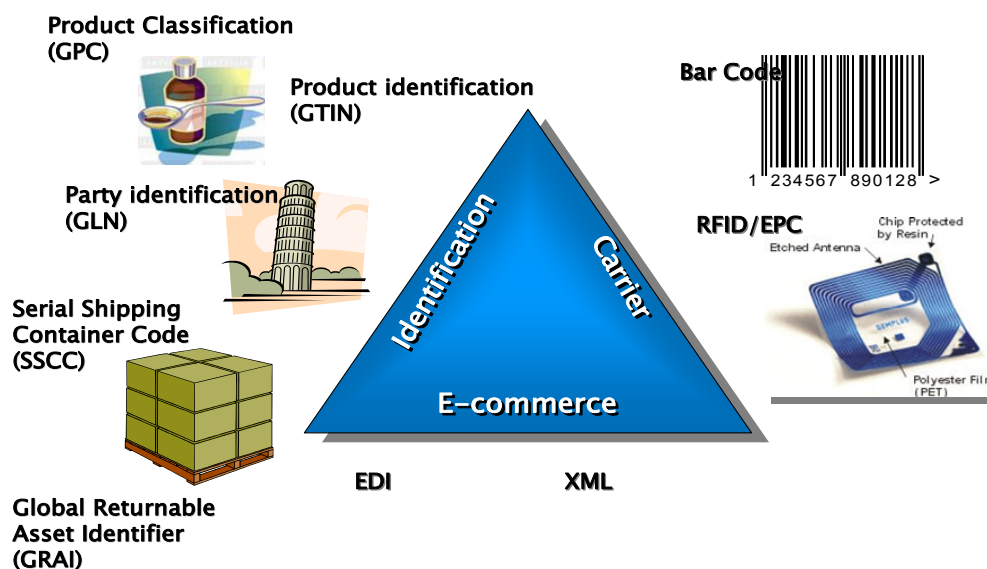 Product Classification
(GPC)
Product identification
(GTIN)
Party identification
(GLN)
Serial Shipping
Container Code
(SSCC)
Global Returnable
Asset Identifier
(GRAI)
Identification
Carrier
E-commerce
EDI
XML
Bar Code
1 234567 890128 >
RFID/EPC
Chip Protected
by Resin
Etched Antenna
Polyester Film
(PET)